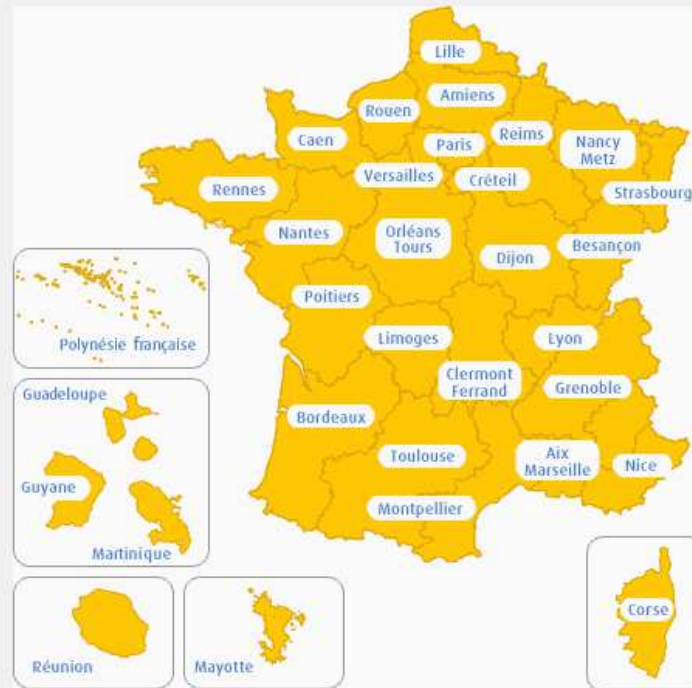 Lille
Amiens
Rouen
Reims
Caen
Paris
Nancy
Metz
Versailles
Créteil
Rennes
Strasbourg
Nantes
Orléans
Tours
Besançon
Dijon
Poitiers
Polynésie française
Limoges
Lyon
Clermont
Ferrand
Grenoble
Guadeloupe
Bordeaux
Toulouse
Aix
Marseille
Nice
Guyane
Montpellier
Martinique
Corse
Réunion
Mayotte